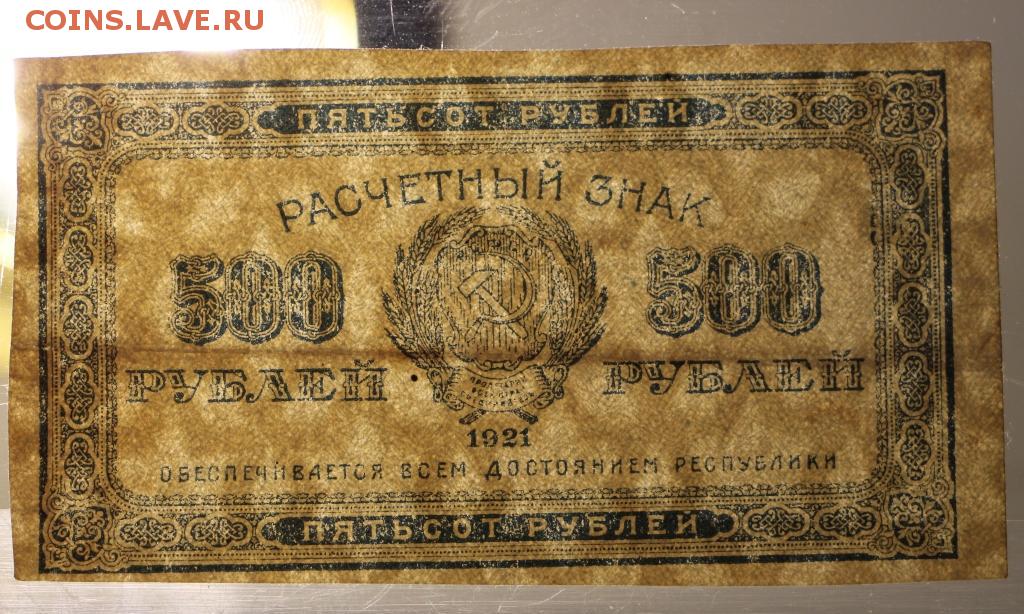 COINS.LAVE.RU
ПЯТЬСОТ РУБЛЕЙ
РАСЧЕТНЫЙ ЗНАК
500 500
РУБЛЕЙ РУБЛЕЙ
1921
ОБЕСПЕЧИВАЕТСЯ ВСЕМ ДОСТОЯНИЕМ РЕСПУБЛИКИ
ПЯТЬСОТ РУБЛЕЙ